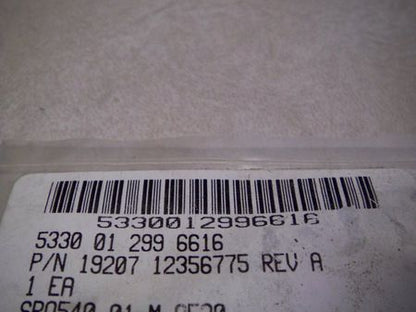 5330012996616
5330 01 299 6616
P/N 19207 12356775 REV A
1 EA